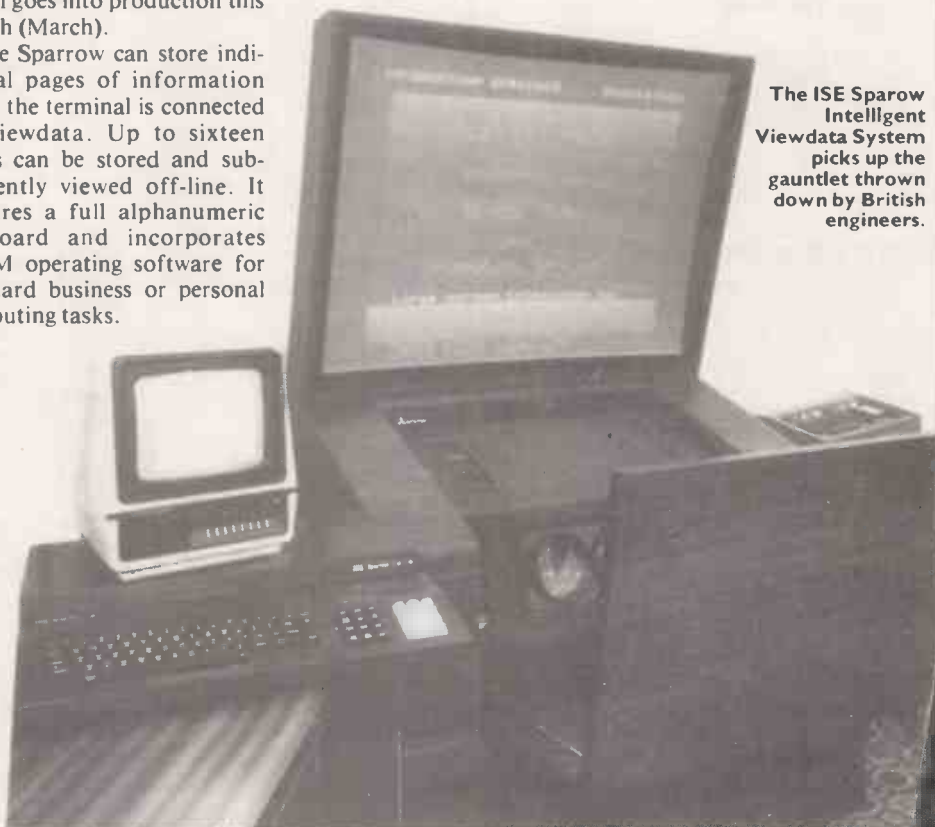 goes into production this
h (March).
e Sparrow can store indi-
al pages of information
the terminal is connected
iewdata. Up to sixteen
s can be stored and sub-
ently viewed off-line. It
res a full alphanumeric
oard and incorporates
M operating software for
ard business or personal
outing tasks.
The ISE Sparow
Intelligent
Viewdata System
picks up the
gauntlet thrown
down by British
engineers.